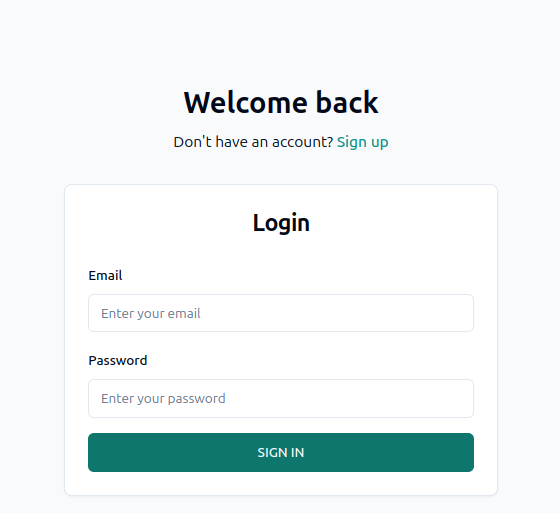 Welcome back
Don't have an account? Sign up
Login
Email
Enter your email
Password
Enter your password
SIGN IN